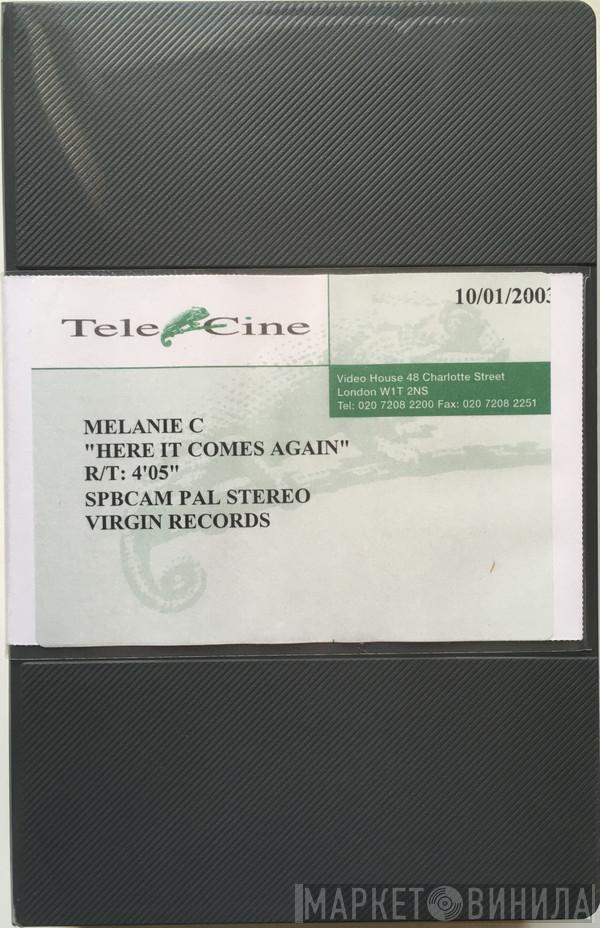 10/01/2003
Tele Cine
Video House 48 Charlotte Street
London W1T 2NS
Tel: 020 7208 2200 Fax: 020 7208 2251
MELANIE C
"HERE IT COMES AGAIN"
R/T: 4'05"
SPBCAM PAL STEREO
VIRGIN RECORDS
МАРКЕТ ВИНИЛА